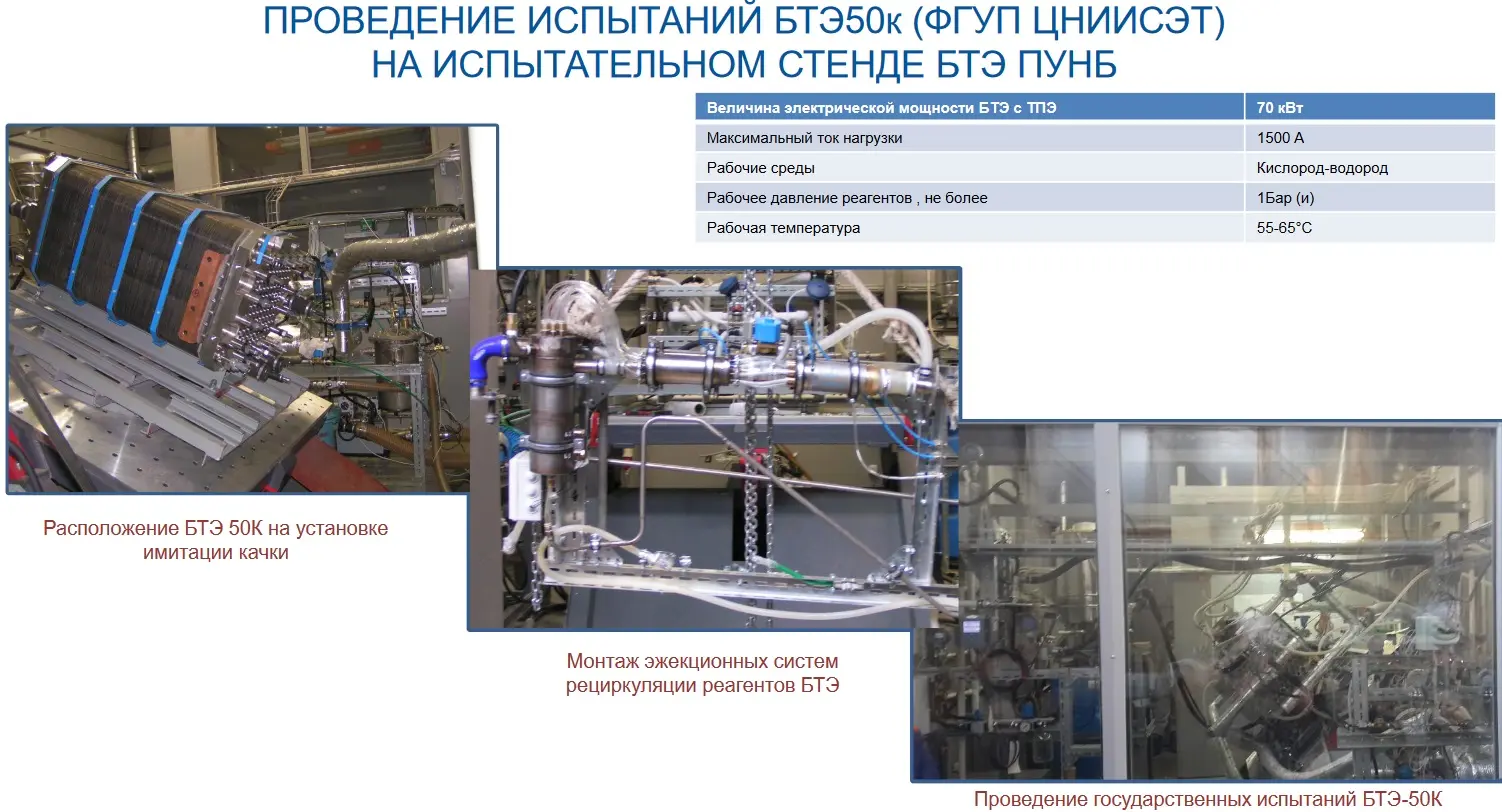 ПРОВЕДЕНИЕ ИСПЫТАНИЙ БТЭ50к (ФГУП ЦНИИСЭТ)
НА ИСПЫТАТЕЛЬНОМ СТЕНДЕ БТЭ ПУНБ
Величина электрической мощности БТЭ с ТПЭ 70 кВт
Максимальный ток нагрузки 1500 А
Рабочие среды Кислород-водород
Рабочее давление реагентов , не более 1Бар (и)
Рабочая температура 55-65°С
Расположение БТЭ 50К на установке
имитации качки
Монтаж эжекционных систем
рециркуляции реагентов БТЭ
Проведение государственных испытаний БТЭ-50К